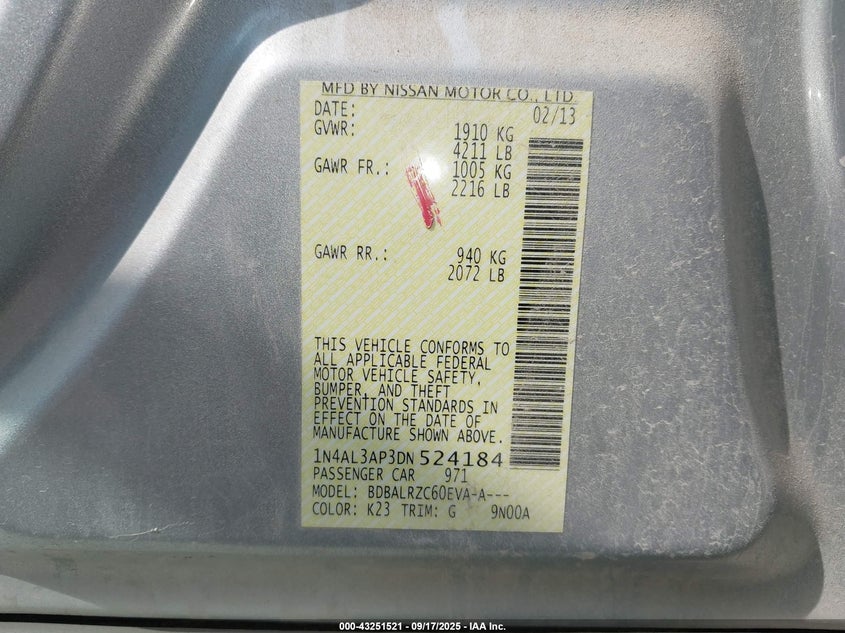 MFD BY NISSAN MOTOR CO., LTD
DATE: 02/13
GVWR: 1910 KG
4211 LB
GAWR FR.: 1005 KG
2216 LB
GAWR RR.: 940 KG
2072 LB
THIS VEHICLE CONFORMS TO
ALL APPLICABLE FEDERAL
MOTOR VEHICLE SAFETY,
BUMPER, AND THEFT
PREVENTION STANDARDS IN
EFFECT ON THE DATE OF
MANUFACTURE SHOWN ABOVE.
1N4AL3AP3DN524184
PASSENGER CAR 971
MODEL: BDBALRZC60EVA-A---
COLOR: K23 TRIM: G 9N00A
000-43251521 - 09/17/2025 - IAA Inc.